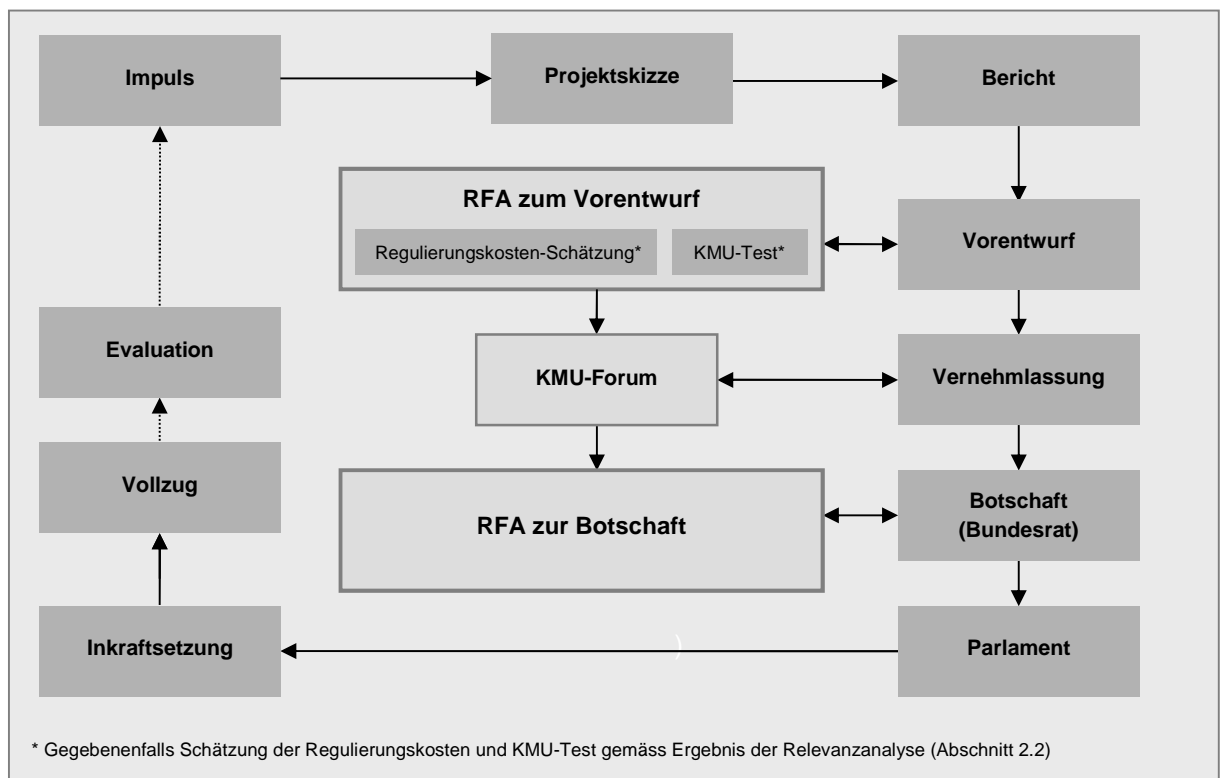 Impuls
Projektskizze
Bericht
RFA zum Vorentwurf
Regulierungskosten-Schätzung*
KMU-Test*
Vorentwurf
Evaluation
KMU-Forum
Vernehmlassung
Vollzug
RFA zur Botschaft
Botschaft
(Bundesrat)
Inkraftsetzung
)
Parlament
* Gegebenenfalls Schätzung der Regulierungskosten und KMU-Test gemäss Ergebnis der Relevanzanalyse (Abschnitt 2.2)